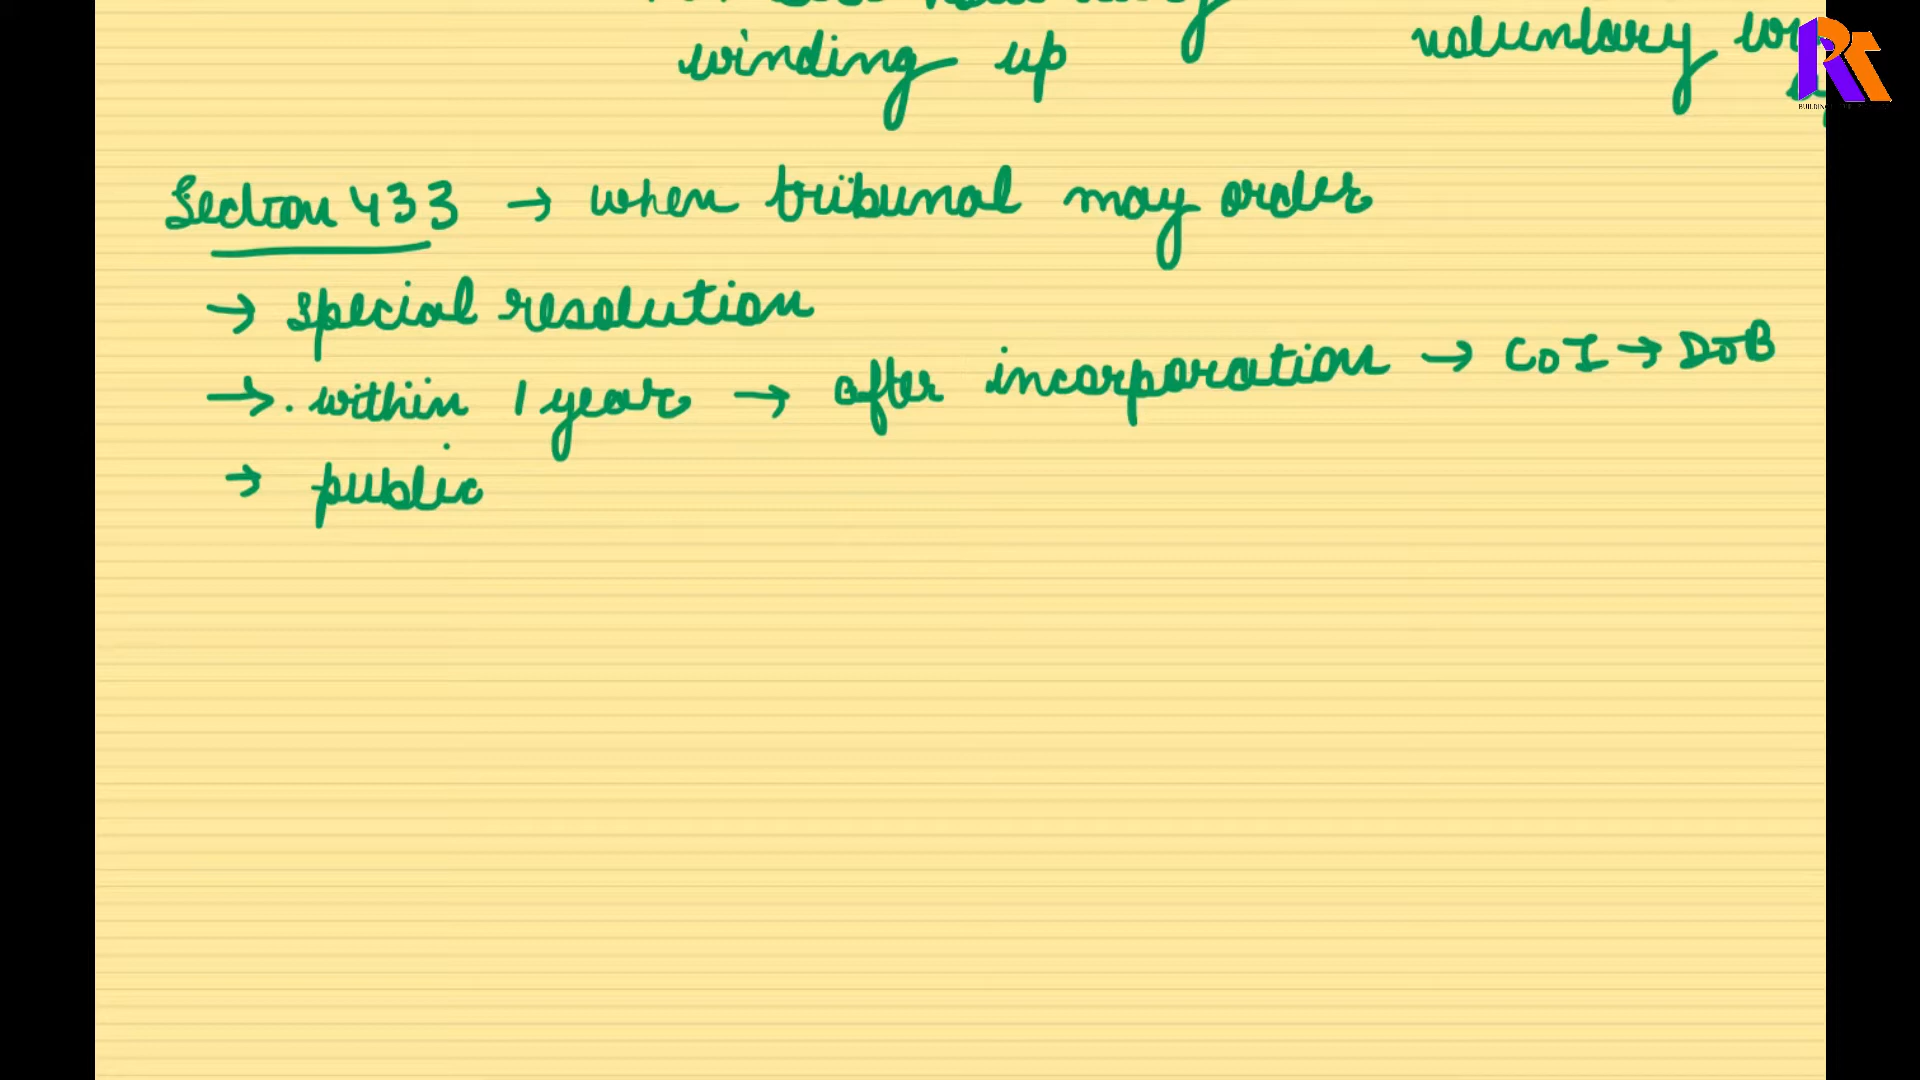 winding up
voluntary
Section 433 → when tribunal may order
→ special resolution
→. within 1 year → after incorporation → COI → DOB
→ public